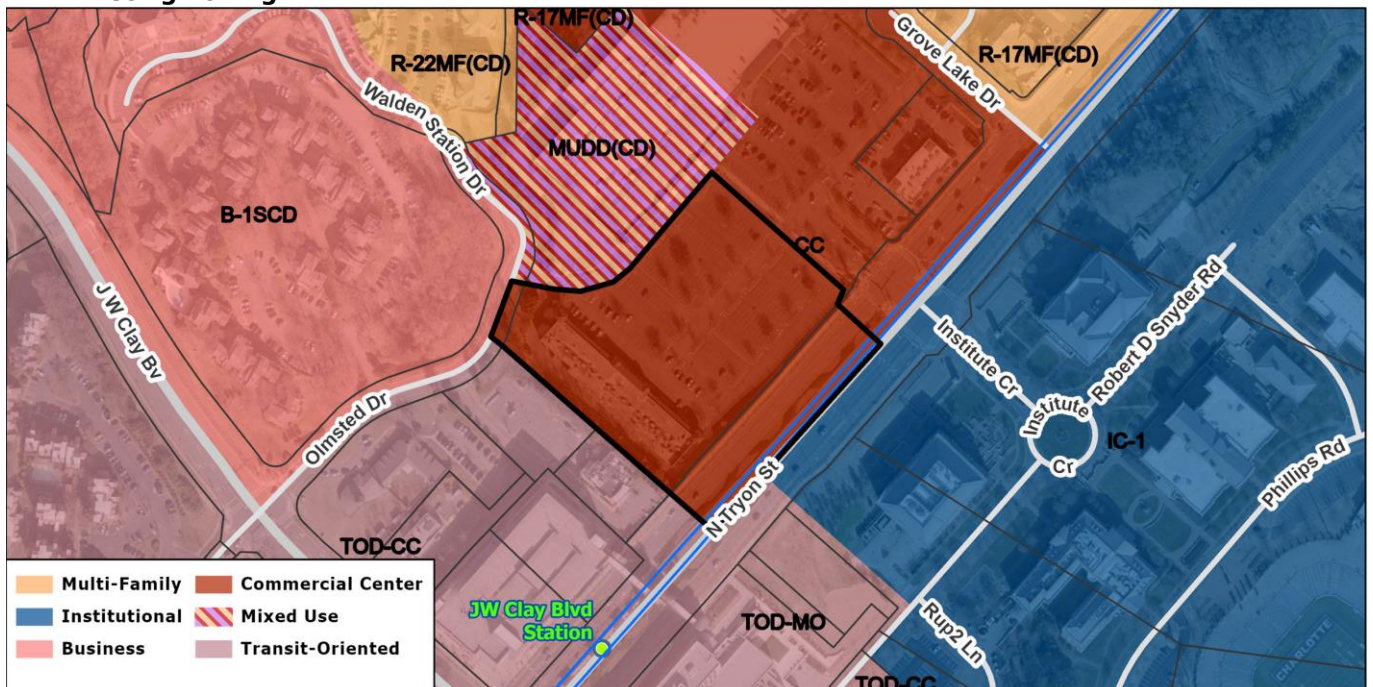 R-17MF(CD)
Grove Lake Dr
R-17MF(CD)
R-22MF(CD)
Walden Station Dr
MUDD(CD)
B-1SCD
CC
J W Clay Bv
Institute Cr
Robert D Snyder Rd
Institute
Cr
IC-1
Olmsted Dr
Phillips Rd
N Tryon St
TOD-CC
JW Clay Blvd
Station
TOD-MO
Rup2 Ln
TOD-CC
CHARLOTTE
Multi-Family
Commercial Center
Institutional
Mixed Use
Business
Transit-Oriented